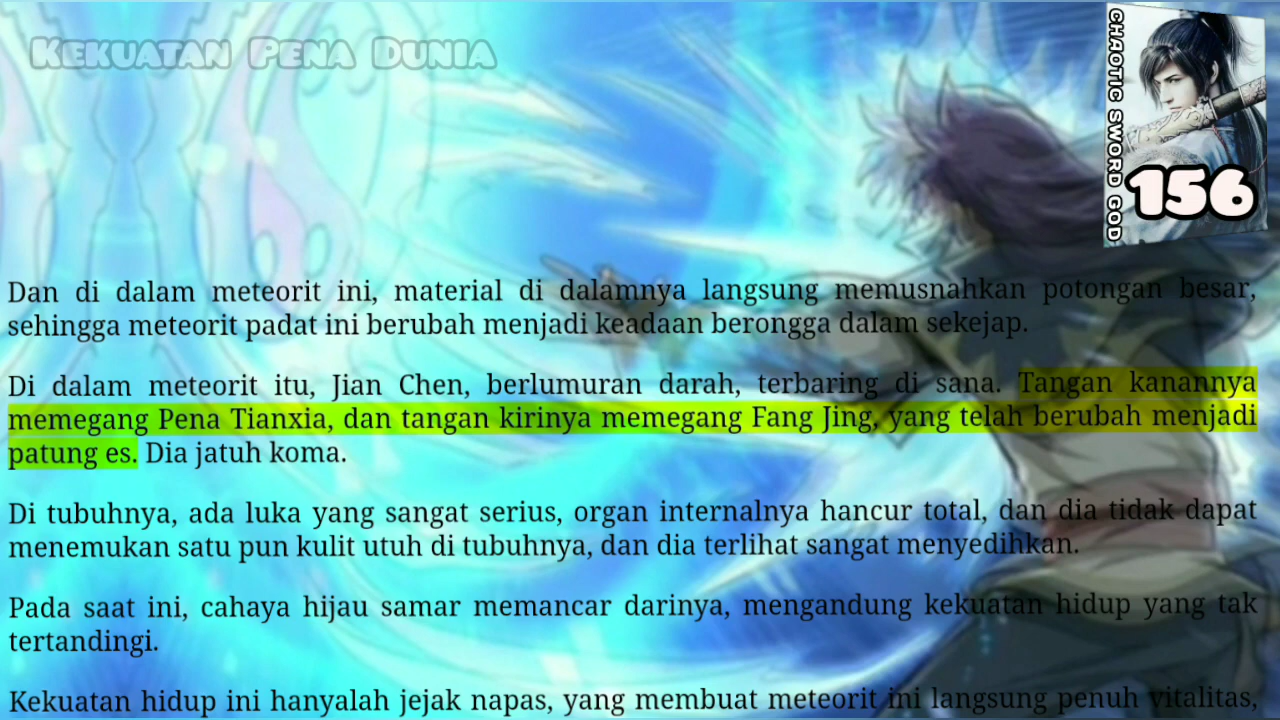 Kekuatan Pena Dunia
CHAOTIC SWORD GOD
156
Dan di dalam meteorit ini, material di dalamnya langsung memusnahkan potongan besar,
sehingga meteorit padat ini berubah menjadi keadaan berongga dalam sekejap.
Di dalam meteorit itu, Jian Chen, berlumuran darah, terbaring di sana. Tangan kanannya
memegang Pena Tianxia, dan tangan kirinya memegang Fang Jing, yang telah berubah menjadi
patung es. Dia jatuh koma.
Di tubuhnya, ada luka yang sangat serius, organ internalnya hancur total, dan dia tidak dapat
menemukan satu pun kulit utuh di tubuhnya, dan dia terlihat sangat menyedihkan.
Pada saat ini, cahaya hijau samar memancar darinya, mengandung kekuatan hidup yang tak
tertandingi.
Kekuatan hidup ini hanyalah jejak napas, yang membuat meteorit ini langsung penuh vitalitas,